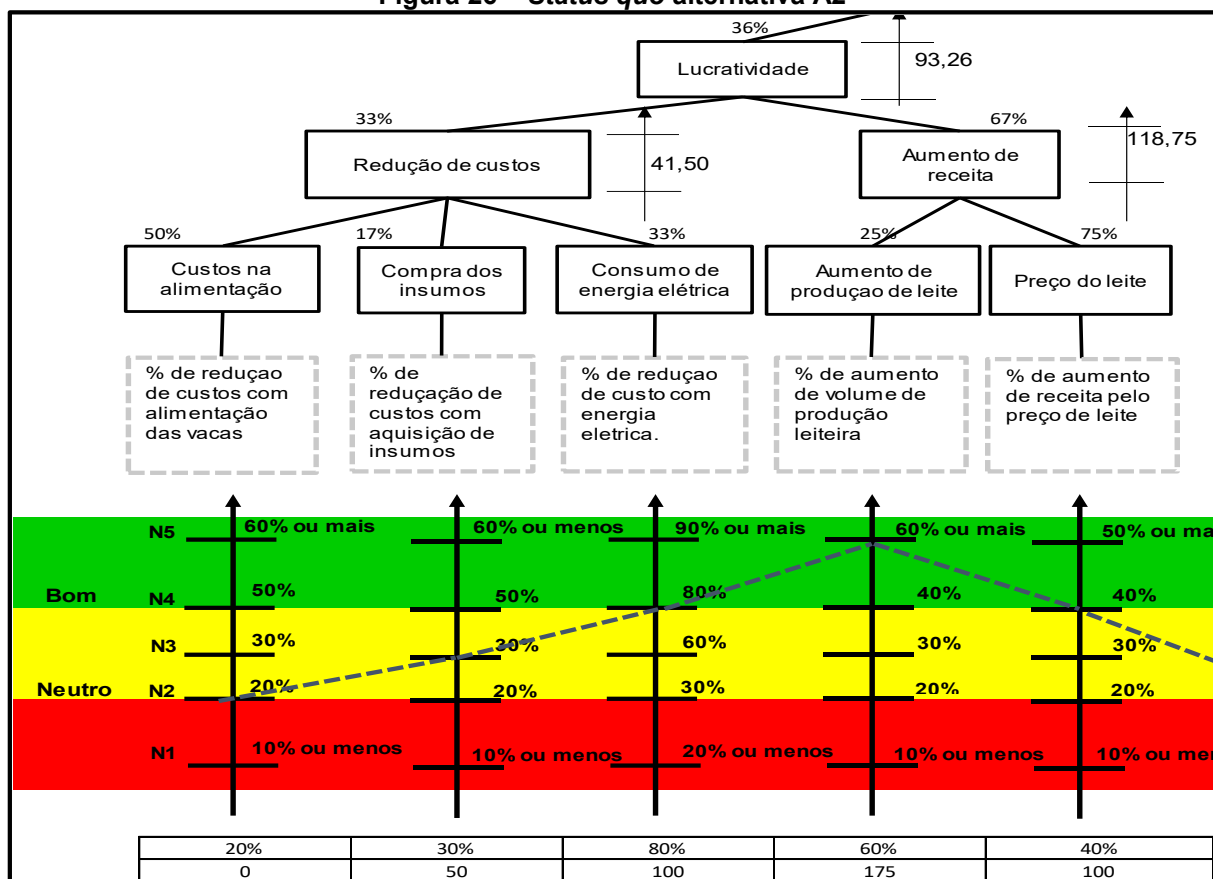 Figura 26 – Status quo alternativa A2
36%
Lucratividade
93,26
33%
67%
Redução de custos
41,50
Aumento de
receita
118,75
50%
17%
33%
25%
75%
Custos na
alimentação
Compra dos
insumos
Consumo de
energia elétrica
Aumento de
produçao de leite
Preço do leite
% de reduçao
de custos com
alimentação
das vacas
% de
reduçação de
custos com
aquisição de
insumos
% de reduçao
de custo com
energia
eletrica.
% de aumento
de volume de
produção
leiteira
% de aumento
de receita pelo
preço de leite
N5 60% ou mais 60% ou menos 90% ou mais 60% ou mais 50% ou ma
Bom N4 50% 50% 80% 40% 40%
N3 30% 30% 60% 30% 30%
Neutro N2 20% 20% 30% 20% 20%
N1 10% ou menos 10% ou menos 20% ou menos 10% ou menos 10% ou men
20% 30% 80% 60% 40%
0 50 100 175 100